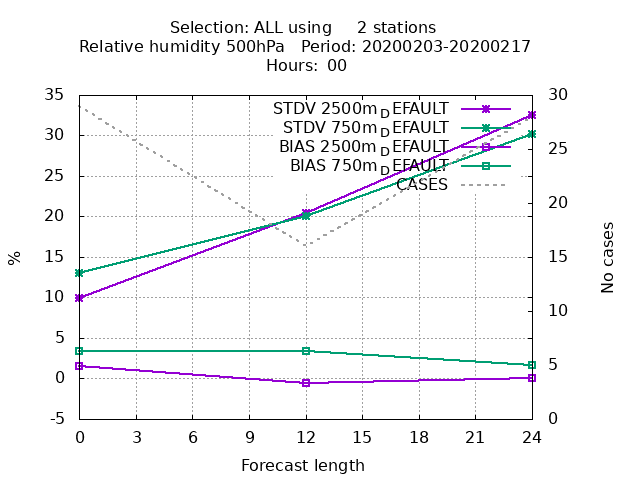 Selection: ALL using     2 stations
Relative humidity 500hPa   Period: 20200203-20200217
Hours: 00
STDV 2500m_DEFAULT
STDV 750m_DEFAULT
BIAS 2500m_DEFAULT
BIAS 750m_DEFAULT
CASES
35
30
25
20
15
10
5
0
-5
%
30
25
20
15
10
5
0
No cases
0 3 6 9 12 15 18 21 24
Forecast length